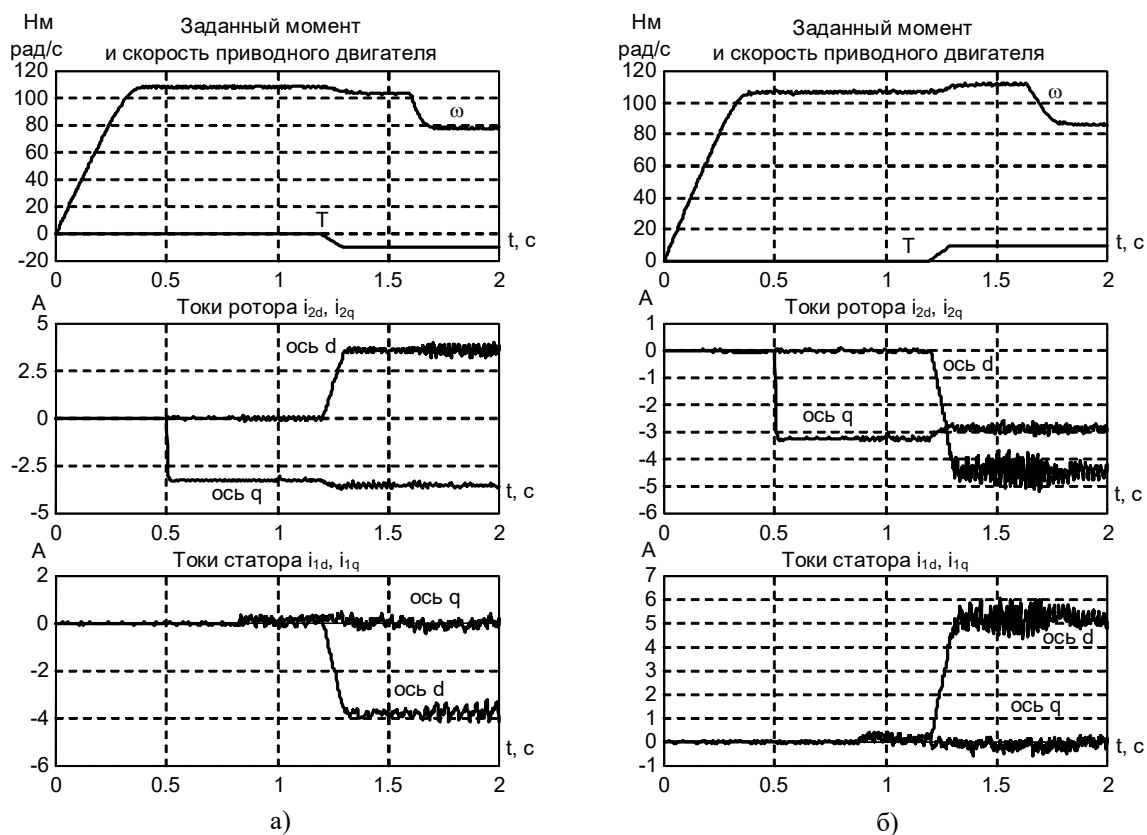 Нм
рад/с
Заданный момент
и скорость приводного двигателя
120
100
80
60
40
20
0
-20
ω
T
t, с
0
0.5
1
1.5
2
А
Токи ротора i2d, i2q
5
2.5
0
-2.5
-5
ось d
ось q
t, с
0
0.5
1
1.5
2
А
Токи статора i1d, i1q
2
0
-2
-4
-6
ось q
ось d
t, с
0
0.5
1
1.5
2
а)
Нм
рад/с
Заданный момент
и скорость приводного двигателя
120
100
80
60
40
20
0
ω
T
t, с
0
0.5
1
1.5
2
А
Токи ротора i2d, i2q
1
0
-1
-2
-3
-4
-5
-6
ось d
ось q
t, с
0
0.5
1
1.5
2
А
Токи статора i1d, i1q
7
6
5
4
3
2
1
0
-1
ось d
ось q
t, с
0
0.5
1
1.5
2
б)